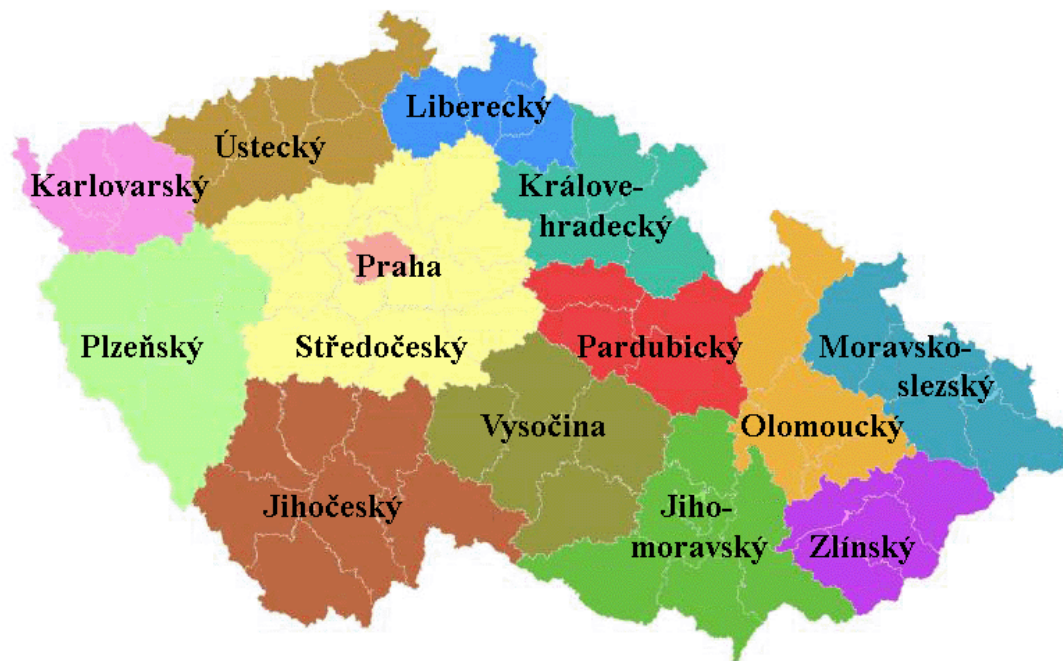 Liberecký
Ústecký
Karlovarský
Králove-
hradecký
Praha
Plzeňský
Středočeský
Pardubický
Moravsko-
slezský
Vysočina
Olomoucký
Jihočeský
Jiho-
moravský
Zlínský